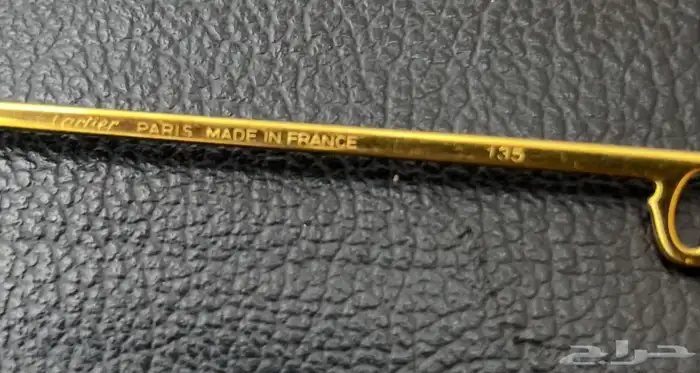 Cartier PARIS MADE IN FRANCE 135
حراج